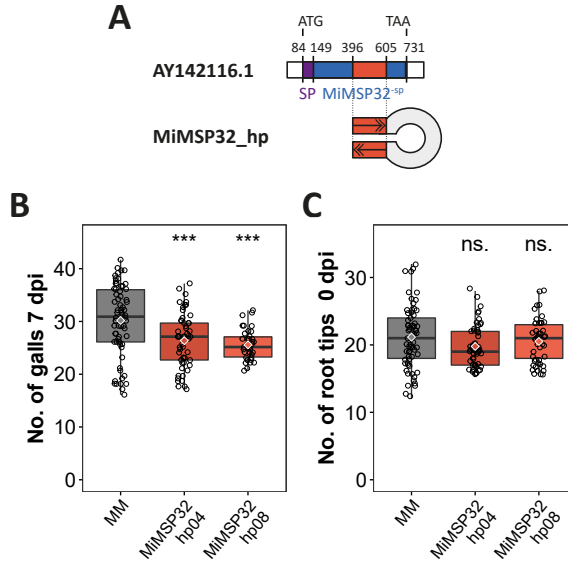 A
ATG TAA
84 149 396 605 731
AY142116.1
SP MiMSP32-sp
MiMSP32_hp
B
No. of galls 7 dpi
40
30
20
10
0
*** ***
MM
MiMSP32 hp04
MiMSP32 hp08
C
No. of root tips 0 dpi
30
20
10
0
ns. ns.
MM
MiMSP32 hp04
MiMSP32 hp08